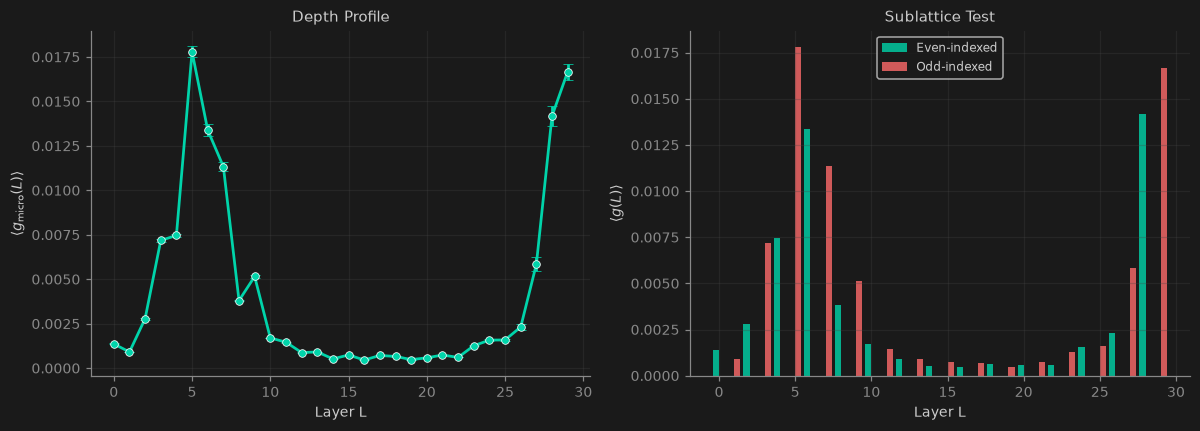 Depth Profile
⟨g_micro(L)⟩
0.0175
0.0150
0.0125
0.0100
0.0075
0.0050
0.0025
0.0000
0 5 10 15 20 25 30
Layer L
Sublattice Test
Even-indexed
Odd-indexed
⟨g(L)⟩
0.0175
0.0150
0.0125
0.0100
0.0075
0.0050
0.0025
0.0000
0 5 10 15 20 25 30
Layer L